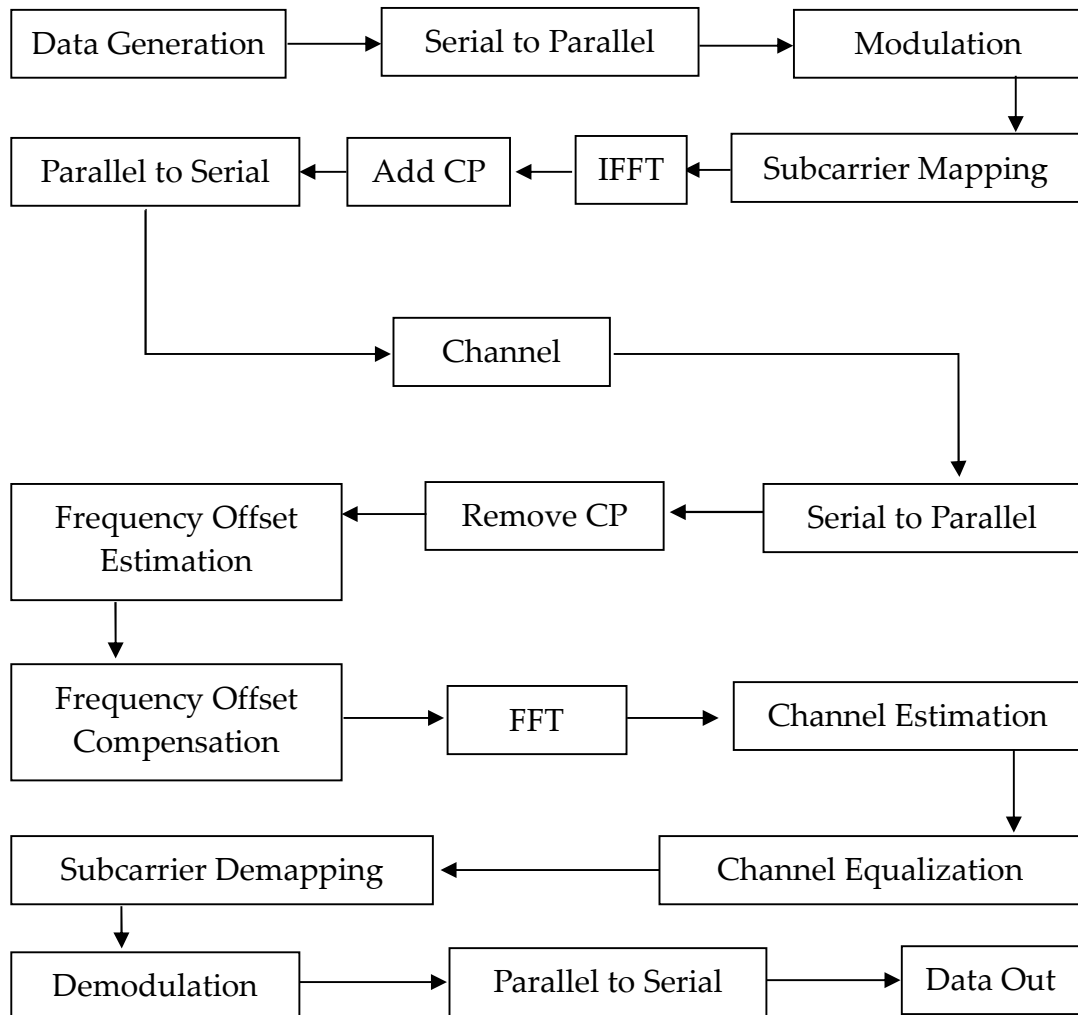 Data Generation
Serial to Parallel
Modulation
Parallel to Serial
Add CP
IFFT
Subcarrier Mapping
Channel
Frequency Offset
Estimation
Remove CP
Serial to Parallel
Frequency Offset
Compensation
FFT
Channel Estimation
Subcarrier Demapping
Channel Equalization
Demodulation
Parallel to Serial
Data Out